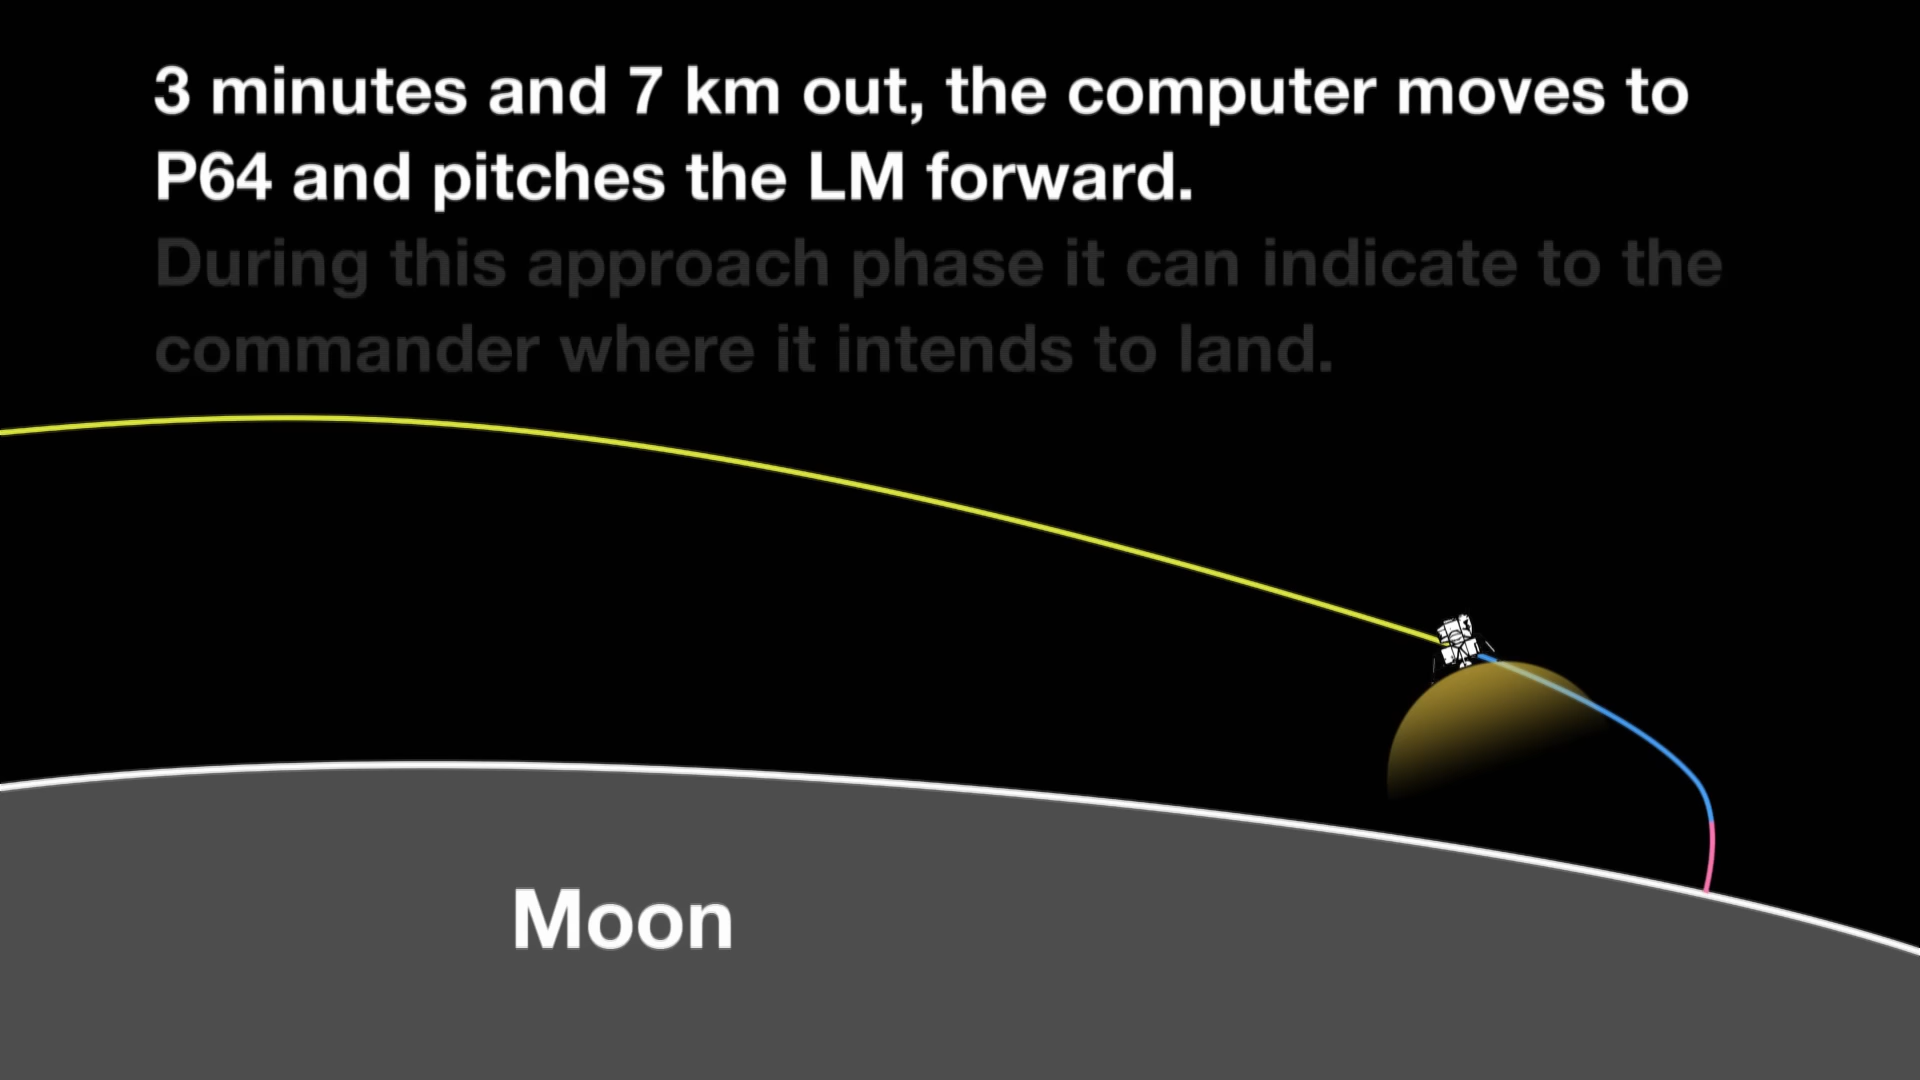 3 minutes and 7 km out, the computer moves to
P64 and pitches the LM forward.
During this approach phase it can indicate to the
commander where it intends to land.
Moon